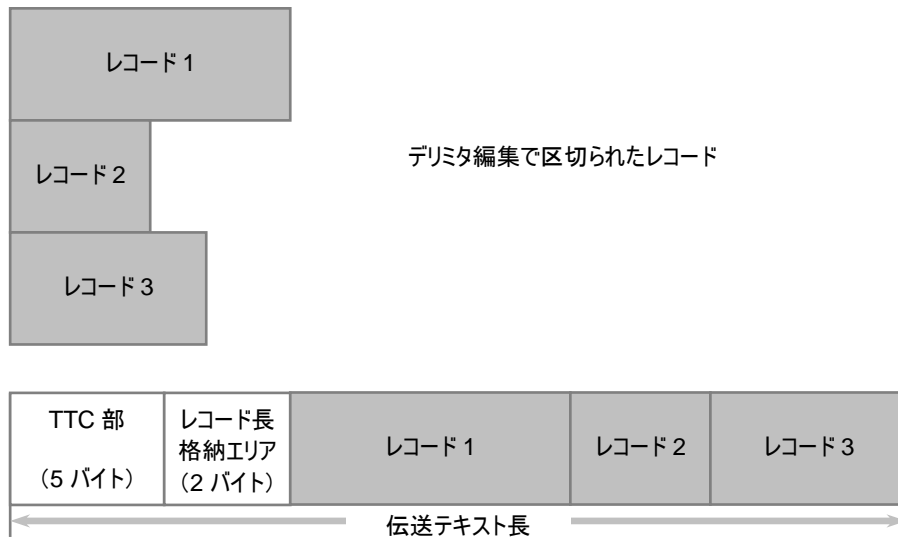 レコード 1
デリミタ編集で区切られたレコード
レコード 2
レコード 3
TTC 部
（5 バイト）
レコード長
格納エリア
（2 バイト）
レコード 1
レコード 2
レコード 3
伝送テキスト長